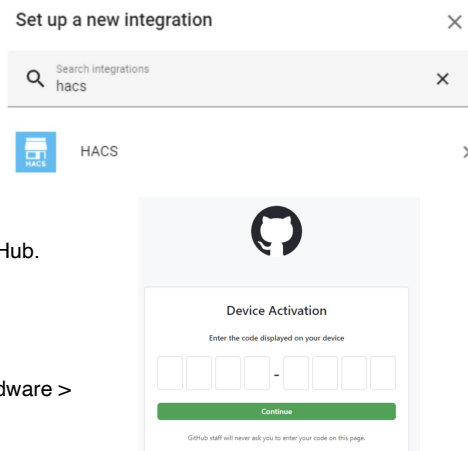 Set up a new integration
Search integrations
hacs
HACS
HACS
Hub.
Device Activation
Enter the code displayed on your device
-
dware >
Continue
GitHub staff will never ask you to enter your code on this page.